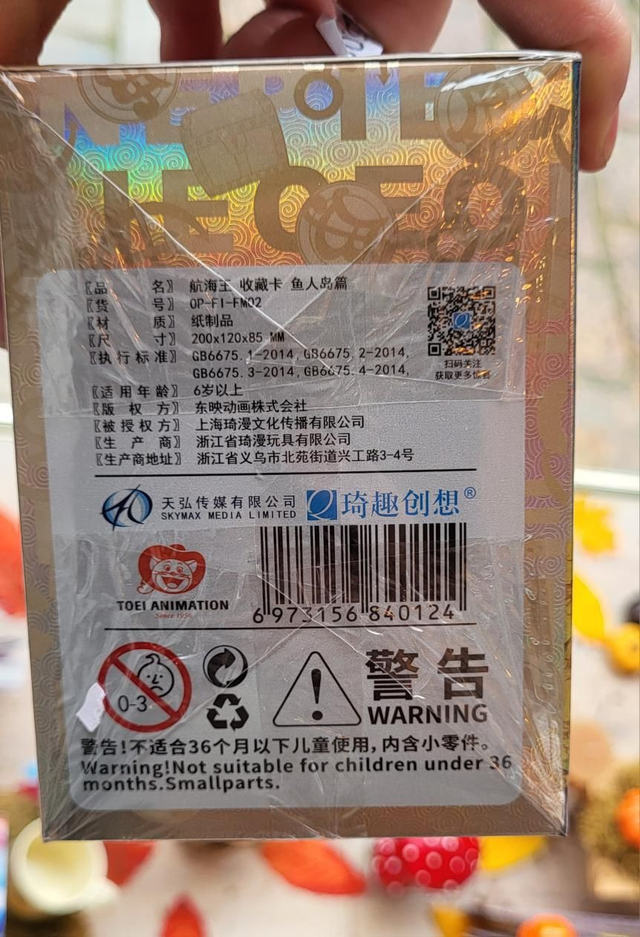 【品 名】 航海王 收藏卡 鱼人岛篇
【货 号】 OP-F1-FM02
【材 质】 纸制品
【尺 寸】 200x120x85 MM
【执行标准】 GB6675.1-2014,GB6675.2-2014,
GB6675.3-2014,GB6675.4-2014,
【适用年龄】 6岁以上
【版 权 方】 东映动画株式会社
【被授权方】 上海琦漫文化传播有限公司
【生 产 商】 浙江省琦漫玩具有限公司
【生产商地址】 浙江省义乌市北苑街道兴工路3-4号
扫码关注
获取更多惊喜
天弘传媒有限公司
SKYMAX MEDIA LIMITED
琦趣创想®
TOEI ANIMATION
Since 1956
6 973156 840124
0-3
警告
WARNING
警告!不适合36个月以下儿童使用,内含小零件。
Warning!Not suitable for children under 36
months.Smallparts.